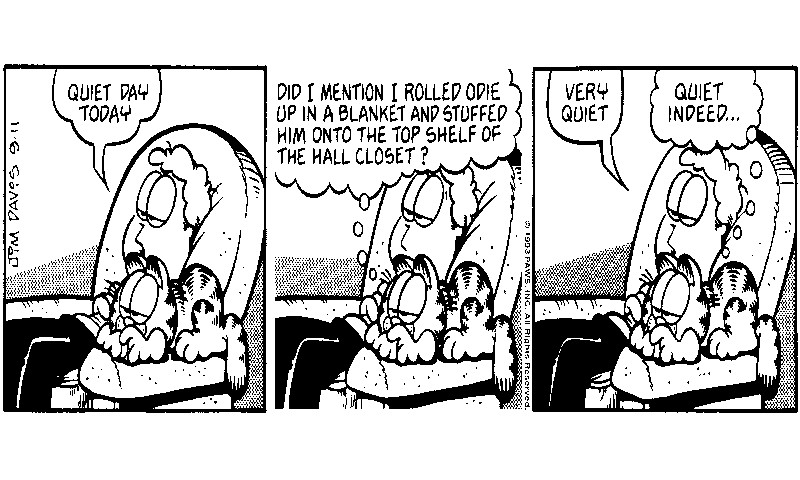 QUIET DAY
TODAY
JIM DAVIS 9-11
DID I MENTION I ROLLED ODIE
UP IN A BLANKET AND STUFFED
HIM ONTO THE TOP SHELF OF
THE HALL CLOSET?
© 1993 PAWS, INC. All Rights Reserved.
VERY
QUIET
QUIET
INDEED...